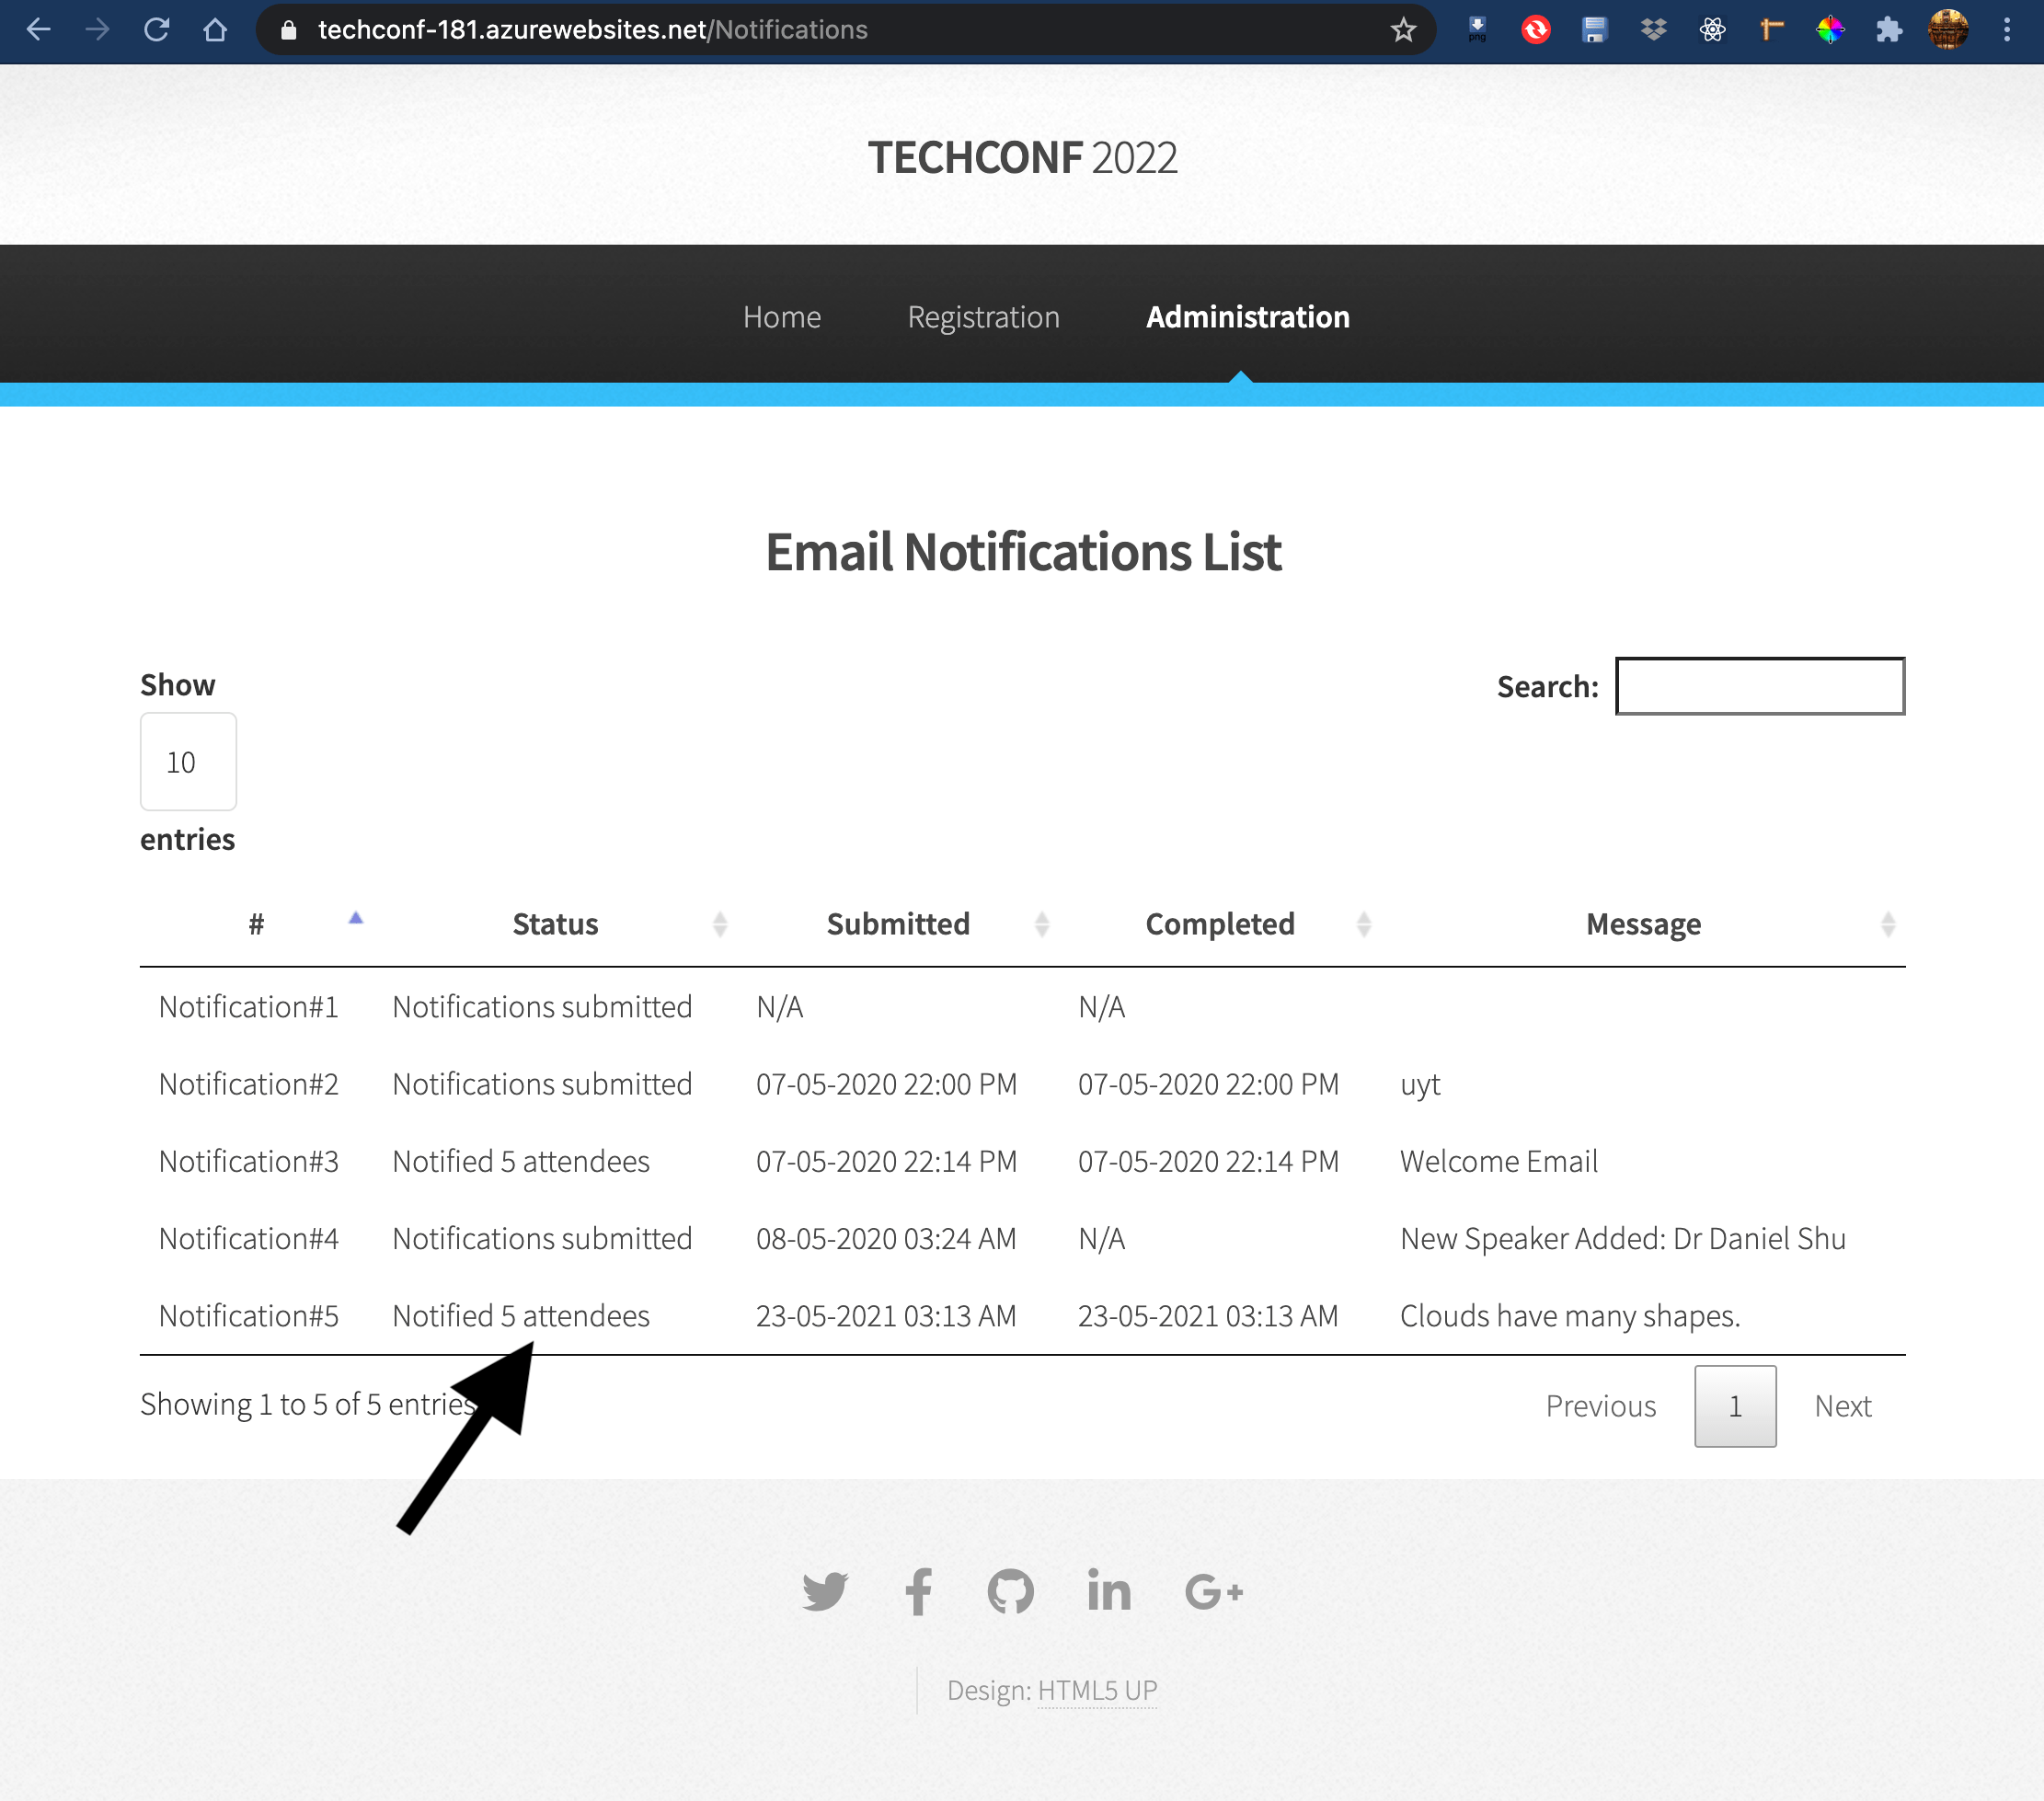 techconf-181.azurewebsites.net/Notifications
png
TECHCONF 2022
Home Registration Administration
Email Notifications List
Show
10
entries
Search:
# Status Submitted Completed Message
Notification#1 Notifications submitted N/A N/A
Notification#2 Notifications submitted 07-05-2020 22:00 PM 07-05-2020 22:00 PM uyt
Notification#3 Notified 5 attendees 07-05-2020 22:14 PM 07-05-2020 22:14 PM Welcome Email
Notification#4 Notifications submitted 08-05-2020 03:24 AM N/A New Speaker Added: Dr Daniel Shu
Notification#5 Notified 5 attendees 23-05-2021 03:13 AM 23-05-2021 03:13 AM Clouds have many shapes.
Showing 1 to 5 of 5 entries
Previous 1 Next
Design: HTML5 UP